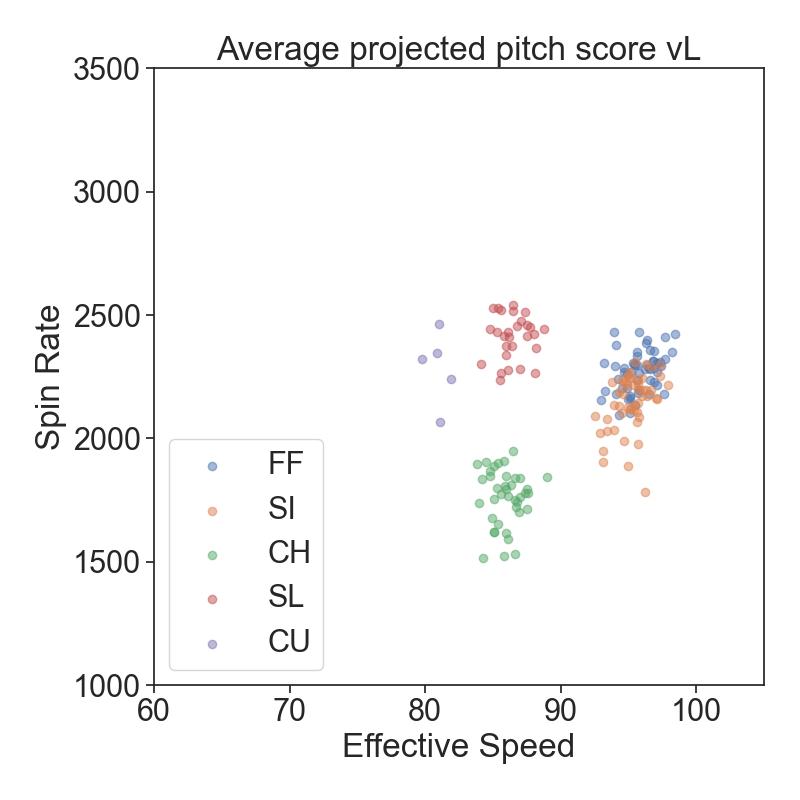 Average projected pitch score vL
3500
3000
2500
2000
1500
1000
Spin Rate
FF
SI
CH
SL
CU
60 70 80 90 100
Effective Speed